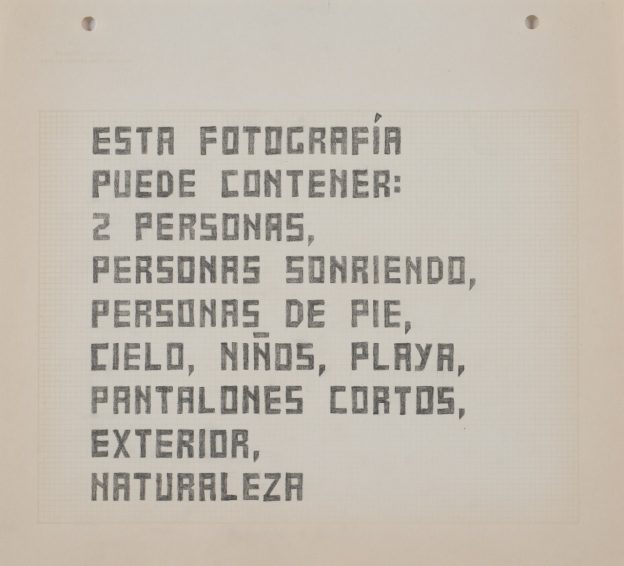 ESTA FOTOGRAFÍA
PUEDE CONTENER:
2 PERSONAS,
PERSONAS SONRIENDO,
PERSONAS DE PIE,
CIELO, NIÑOS, PLAYA,
PANTALONES CORTOS,
EXTERIOR,
NATURALEZA